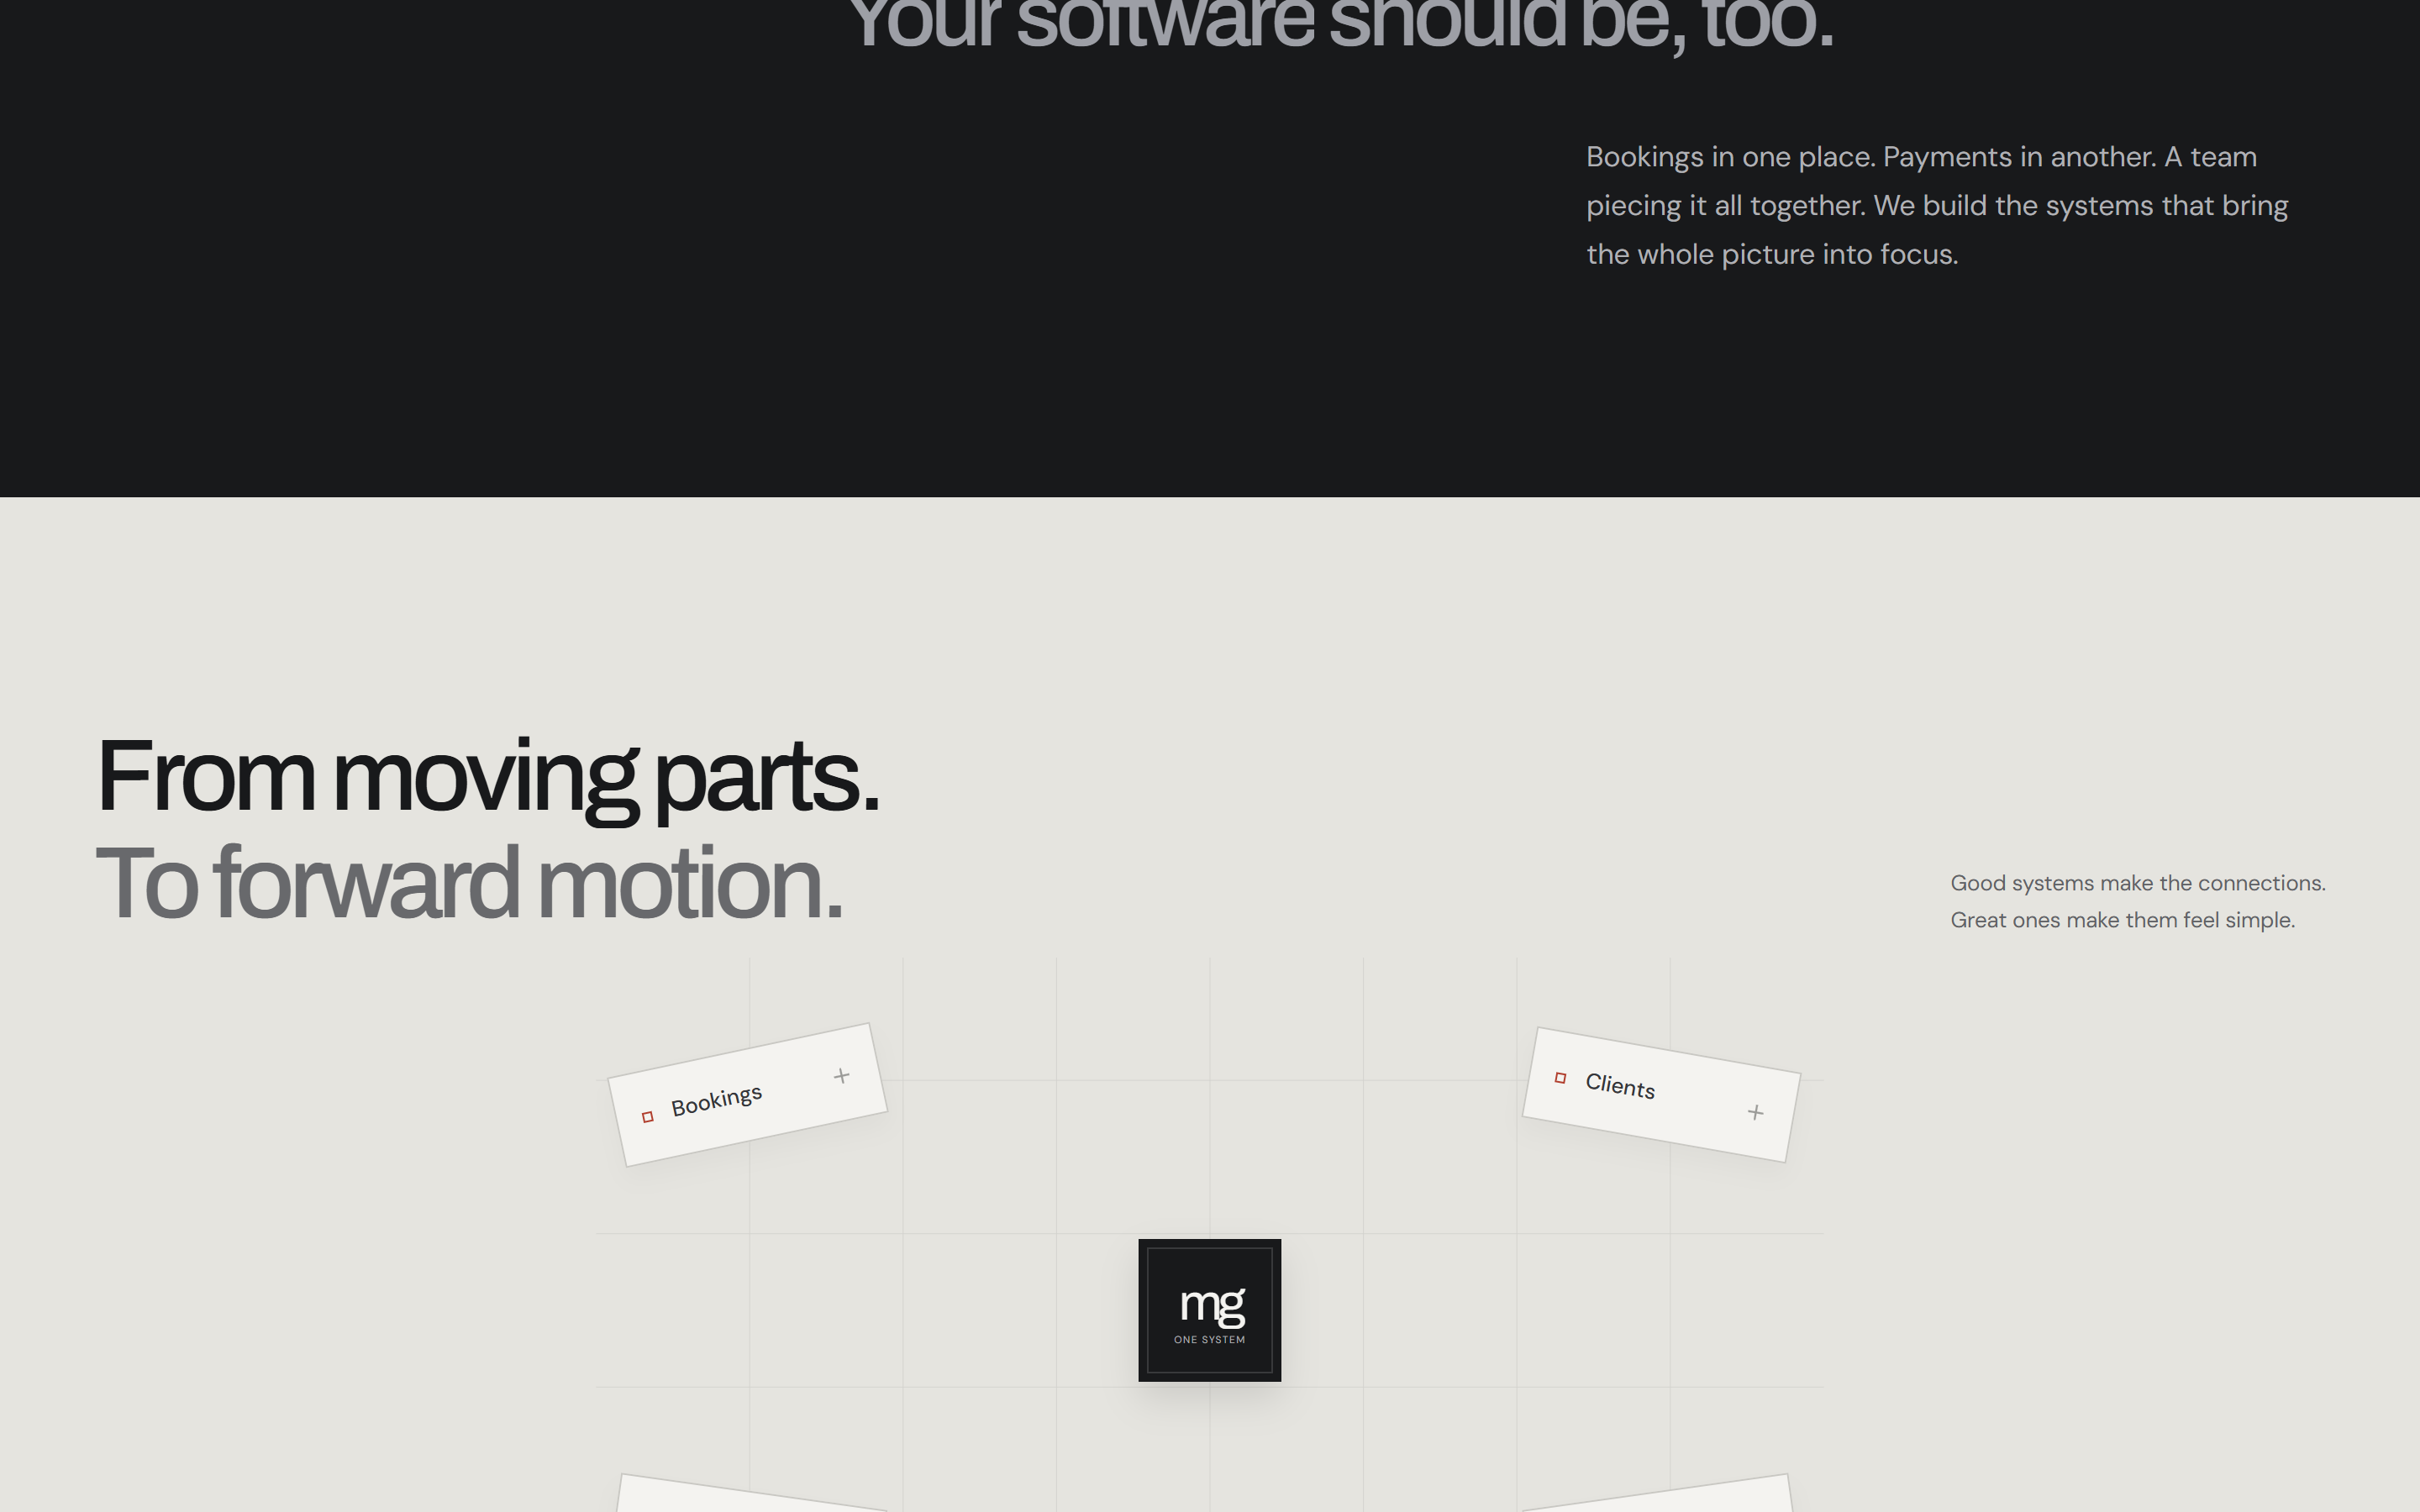 Your software should be, too.
Bookings in one place. Payments in another. A team
piecing it all together. We build the systems that bring
the whole picture into focus.
From moving parts.
To forward motion.
Good systems make the connections.
Great ones make them feel simple.
Bookings +
Clients +
mg
ONE SYSTEM